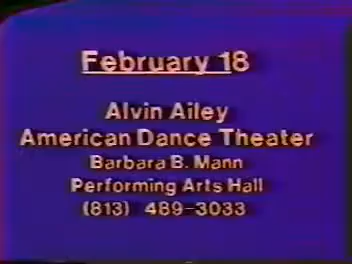 February 18
Alvin Ailey
American Dance Theater
Barbara B. Mann
Performing Arts Hall
(813) 489-3033